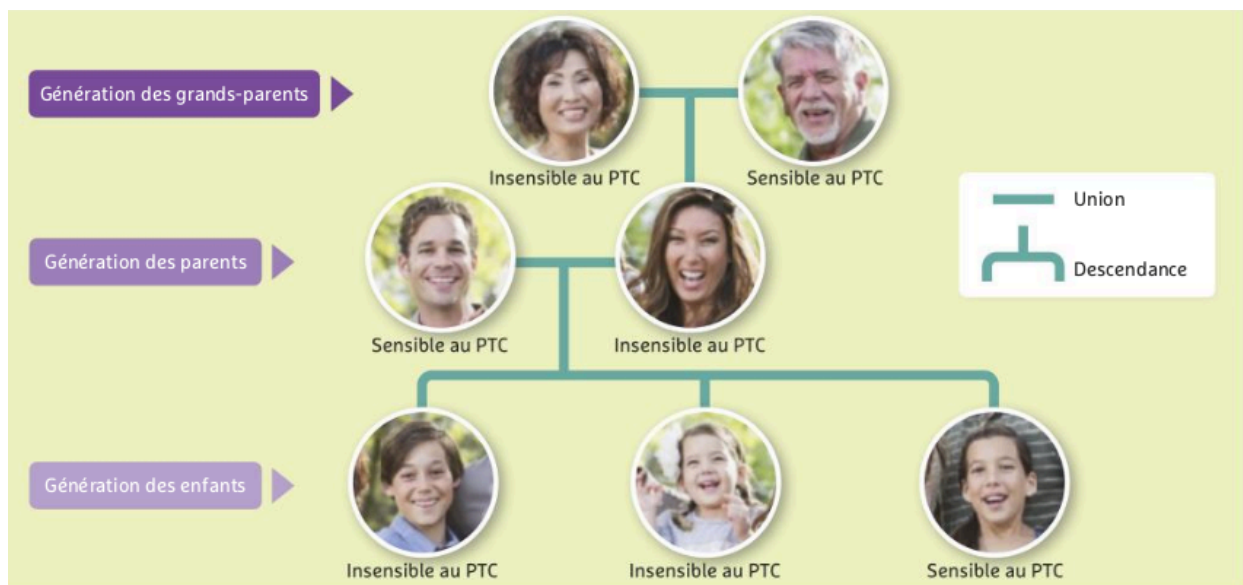 Génération des grands-parents
Insensible au PTC
Sensible au PTC
Union
Descendance
Génération des parents
Sensible au PTC
Insensible au PTC
Génération des enfants
Insensible au PTC
Insensible au PTC
Sensible au PTC